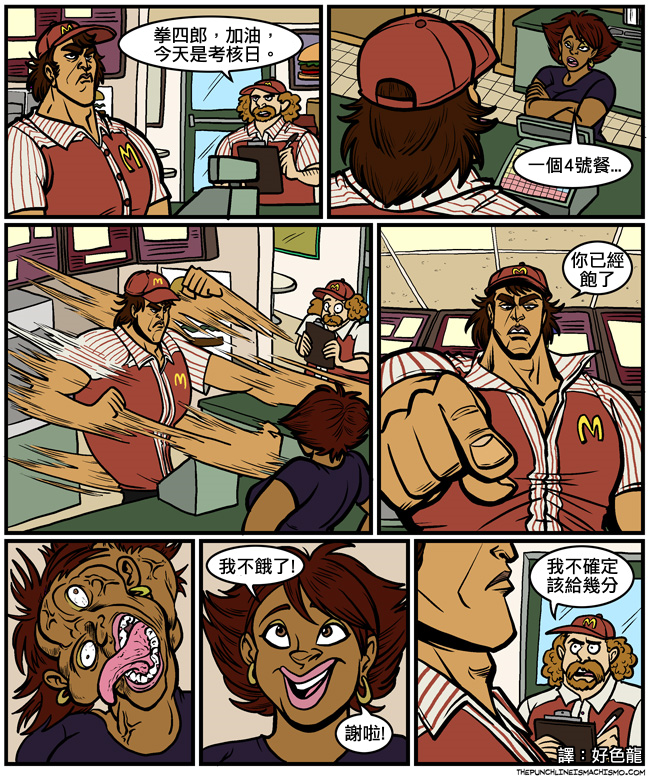 拳四郎，加油，
今天是考核日。
一個4號餐...
你已經
飽了
我不餓了!
謝啦!
我不確定
該給幾分
譯：好色龍
THEPUNCHLINEISMACHISMO.COM